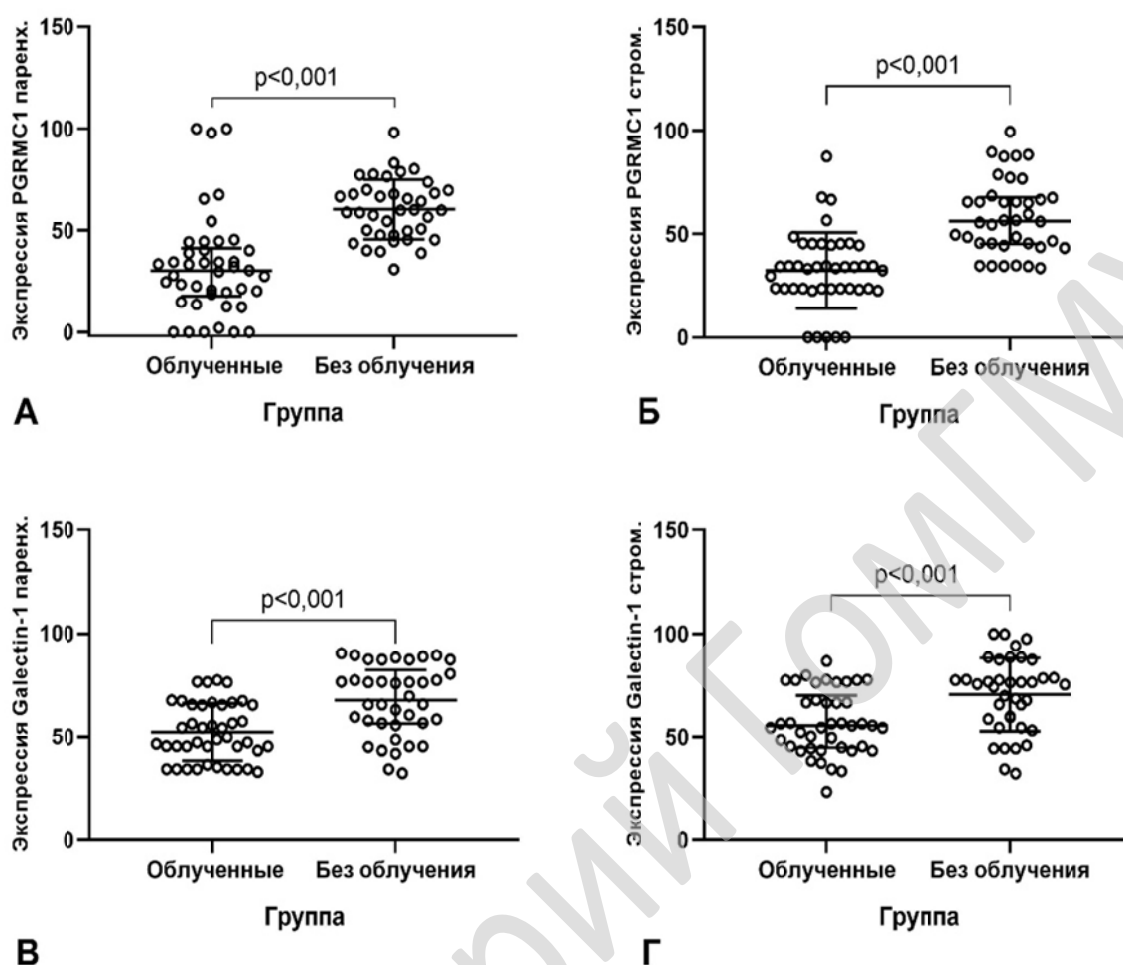 Экспрессия PGRMC1 паренх.
150
100
50
0
p<0,001
Облученные
Без облучения
Группа
А
Экспрессия PGRMC1 стром.
150
100
50
0
p<0,001
Облученные
Без облучения
Группа
Б
Экспрессия Galectin-1 паренх.
150
100
50
0
p<0,001
Облученные
Без облучения
Группа
В
Экспрессия Galectin-1 стром.
150
100
50
0
p<0,001
Облученные
Без облучения
Группа
Г
рий ГомГМУ